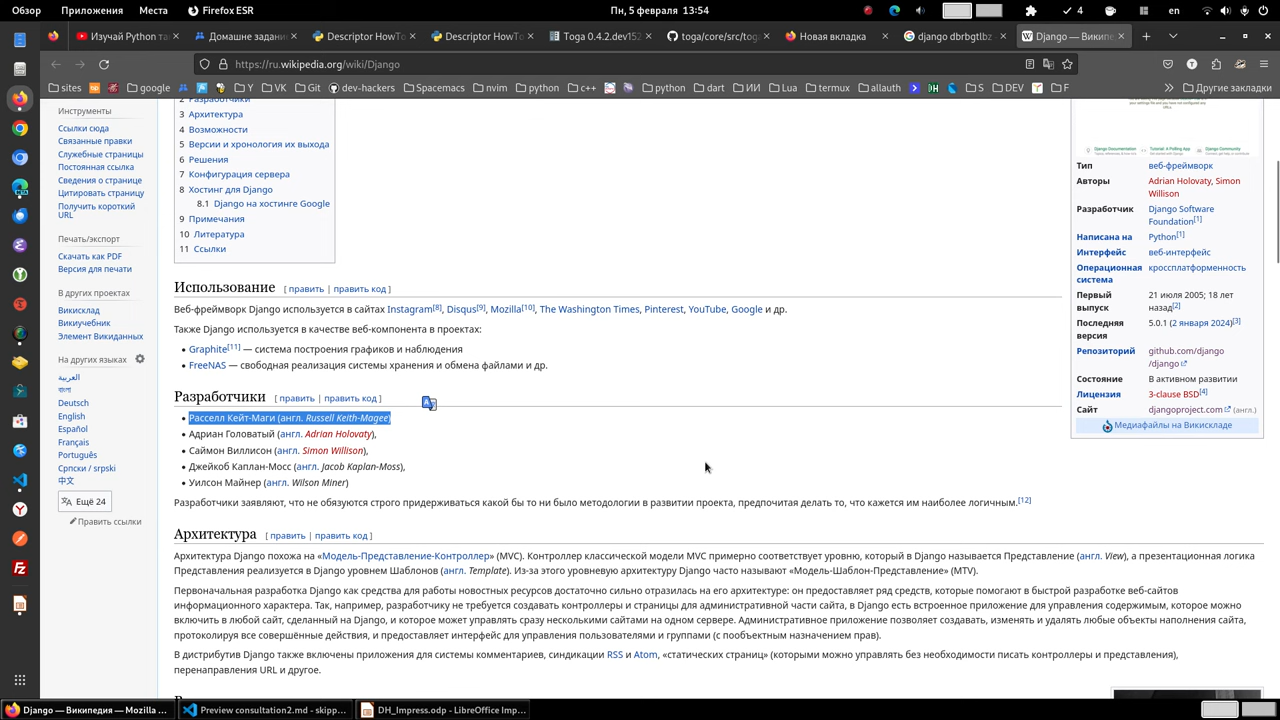 Обзор Приложения Firefox ESR Пн, 5 февраля 13:54 EN 4
Изучай Python та Домашние задани Descriptor HowTo Descriptor HowTo Toga 0.4.2.dev152 toga/core/src/tog Новая вкладка django dbrbgtlbz Django — Викип
https://ru.wikipedia.org/wiki/Django
sites google Y VK Git dev-hackers Spacemacs nvim python c++ python dart ИИ Lua termux allauth S DEV F Другие закладки
Инструменты
Ссылки сюда
Связанные правки
Служебные страницы
Постоянная ссылка
Сведения о странице
Цитировать страницу
Получить короткий
URL
Печать/экспорт
Скачать как PDF
Версия для печати
В других проектах
Викисклад
Викиучебник
Элемент Викиданных
На других языках
العربية
বাংলা
Deutsch
English
Español
Français
Português
Српски / srpski
中文
Ещё 24
Править ссылки
2 Разработчики
3 Архитектура
4 Возможности
5 Версии и хронология их выхода
6 Решения
7 Конфигурация сервера
8 Хостинг для Django
8.1 Django на хостинге Google
9 Примечания
10 Литература
11 Ссылки
Использование [ править | править код ]
Веб-фреймворк Django используется в сайтах Instagram[8], Disqus[9], Mozilla[10], The Washington Times, Pinterest, YouTube, Google и др.
Также Django используется в качестве веб-компонента в проектах:
• Graphite[11] — система построения графиков и наблюдения
• FreeNAS — свободная реализация системы хранения и обмена файлами и др.
Разработчики [ править | править код ]
• Расселл Кейт-Маги (англ. Russell Keith-Magee)
• Адриан Головатый (англ. Adrian Holovaty),
• Саймон Виллисон (англ. Simon Willison),
• Джейкоб Каплан-Мосс (англ. Jacob Kaplan-Moss),
• Уилсон Майнер (англ. Wilson Miner)
Разработчики заявляют, что не обязуются строго придерживаться какой бы то ни было методологии в развитии проекта, предпочитая делать то, что кажется им наиболее логичным.[12]
Архитектура [ править | править код ]
Архитектура Django похожа на «Модель-Представление-Контроллер» (MVC). Контроллер классической модели MVC примерно соответствует уровню, который в Django называется Представление (англ. View), а презентационная логика
Представления реализуется в Django уровнем Шаблонов (англ. Template). Из-за этого уровневую архитектуру Django часто называют «Модель-Шаблон-Представление» (MTV).
Первоначальная разработка Django как средства для работы новостных ресурсов достаточно сильно отразилась на его архитектуре: он предоставляет ряд средств, которые помогают в быстрой разработке веб-сайтов
информационного характера. Так, например, разработчику не требуется создавать контроллеры и страницы для административной части сайта, в Django есть встроенное приложение для управления содержимым, которое можно
включить в любой сайт, сделанный на Django, и которое может управлять сразу несколькими сайтами на одном сервере. Административное приложение позволяет создавать, изменять и удалять любые объекты наполнения сайта,
протоколируя все совершённые действия, и предоставляет интерфейс для управления пользователями и группами (с пообъектным назначением прав).
В дистрибутив Django также включены приложения для системы комментариев, синдикации RSS и Atom, «статических страниц» (которыми можно управлять без необходимости писать контроллеры и представления),
перенаправления URL и другое.
Django Documentation Tutorial: A Polling App Django Community
Тип веб-фреймворк
Авторы Adrian Holovaty, Simon
Willison
Разработчик Django Software
Foundation[1]
Написана на Python[1]
Интерфейс веб-интерфейс
Операционная кроссплатформенность
система
Первый 21 июля 2005; 18 лет
выпуск назад[2]
Последняя 5.0.1 (2 января 2024)[3]
версия
Репозиторий github.com/django
/django
Состояние В активном развитии
Лицензия 3-clause BSD[4]
Сайт djangoproject.com (англ.)
Медиафайлы на Викискладе
Django — Википедия — Mozilla ... Preview consultation2.md - skipp... DH_Impress.odp - LibreOffice Imp...